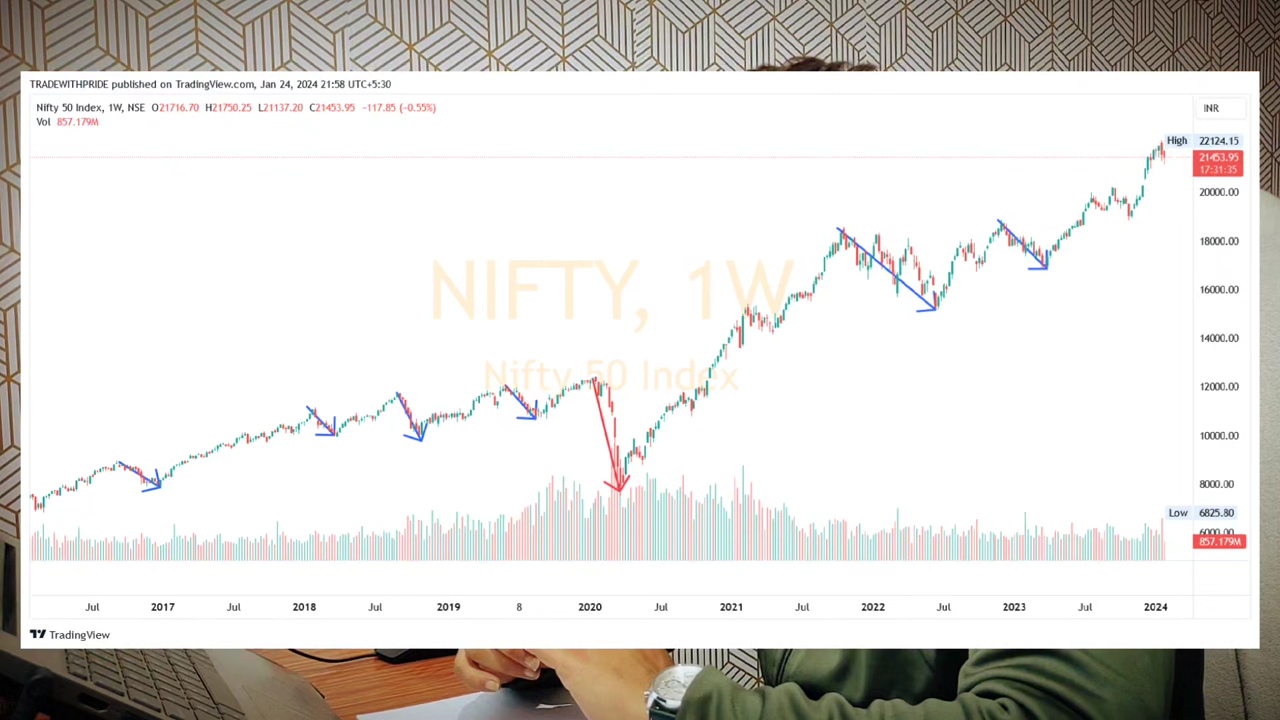 TRADEWITHPRIDE published on TradingView.com, Jan 24, 2024 21:58 UTC+5:30
Nifty 50 Index, 1W, NSE O21716.70 H21750.25 L21137.20 C21453.95 −117.85 (−0.55%)
INR
Vol 857.179M
High 22124.15
21453.95
17:31:35
20000.00
18000.00
NIFTY, 1W
16000.00
14000.00
Nifty 50 Index
12000.00
10000.00
8000.00
Low 6825.80
6000.00
857.179M
Jul 2017 Jul 2018 Jul 2019 8 2020 Jul 2021 Jul 2022 Jul 2023 Jul 2024
TradingView